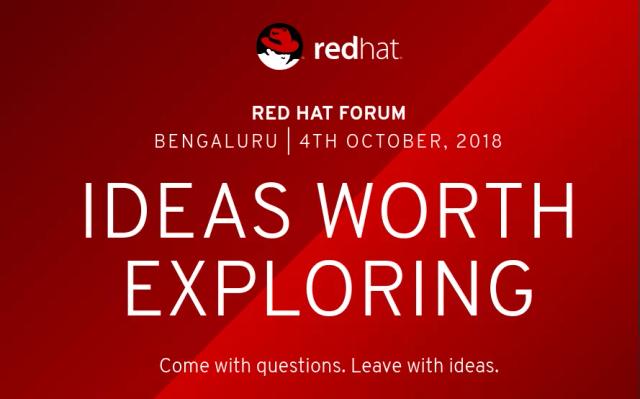 redhat.
RED HAT FORUM
BENGALURU | 4TH OCTOBER, 2018
IDEAS WORTH
EXPLORING
Come with questions. Leave with ideas.